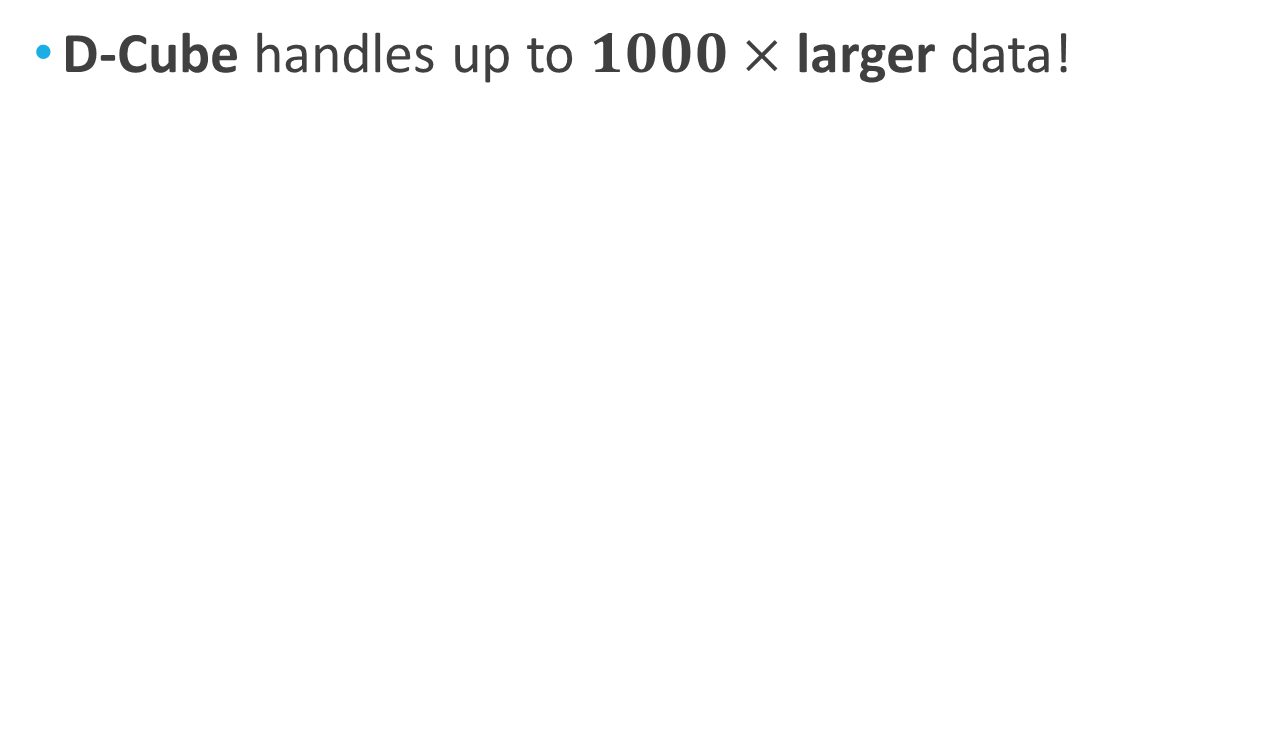 • D-Cube handles up to 1000 × larger data!